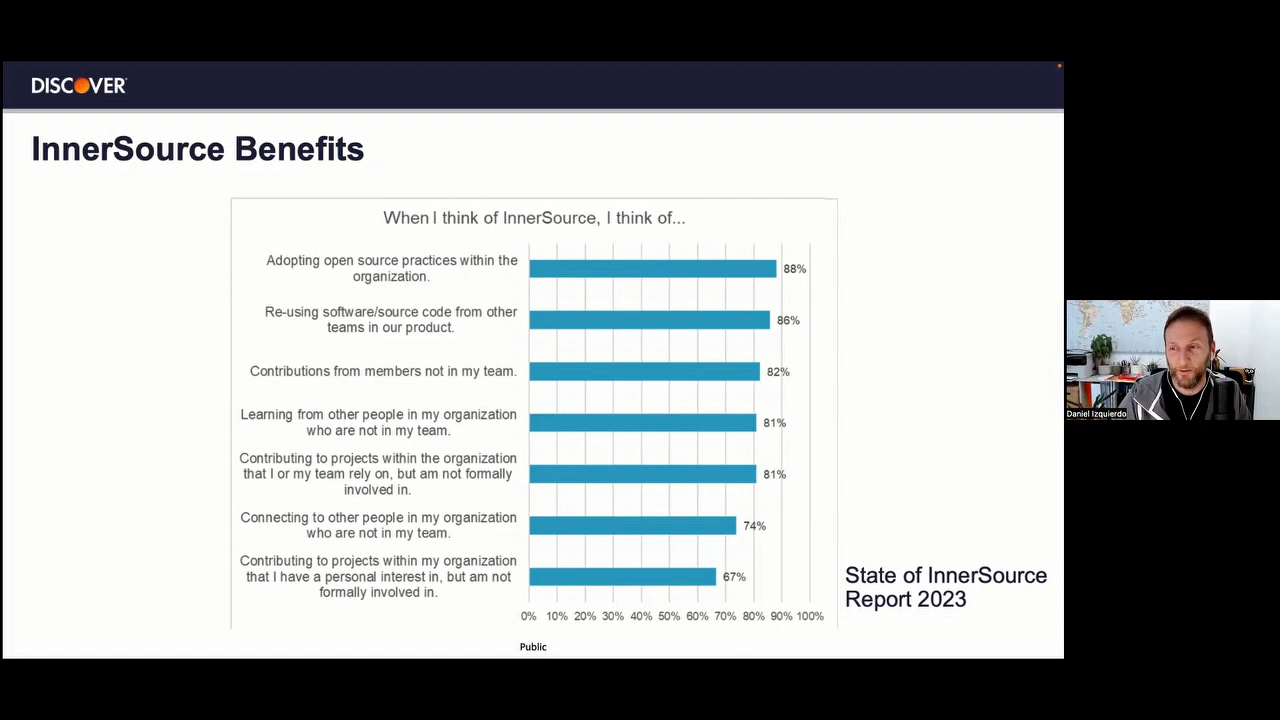 DISCOVER
InnerSource Benefits
When I think of InnerSource, I think of...
Adopting open source practices within the
organization.
88%
Re-using software/source code from other
teams in our product.
86%
Contributions from members not in my team.
82%
Learning from other people in my organization
who are not in my team.
81%
Contributing to projects within the organization
that I or my team rely on, but am not formally
involved in.
81%
Connecting to other people in my organization
who are not in my team.
74%
Contributing to projects within my organization
that I have a personal interest in, but am not
formally involved in.
67%
0% 10% 20% 30% 40% 50% 60% 70% 80% 90% 100%
State of InnerSource
Report 2023
Public
Daniel Izquierdo